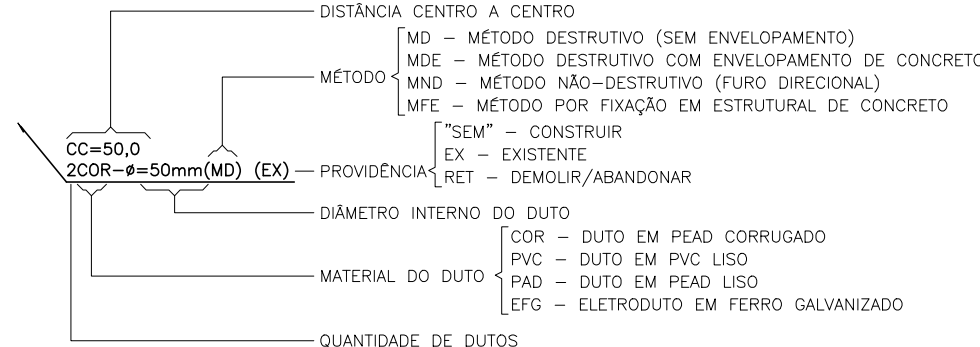 DISTÂNCIA CENTRO A CENTRO
MD – MÉTODO DESTRUTIVO (SEM ENVELOPAMENTO)
MDE – MÉTODO DESTRUTIVO COM ENVELOPAMENTO DE CONCRETO
MÉTODO
MND – MÉTODO NÃO–DESTRUTIVO (FURO DIRECIONAL)
MFE – MÉTODO POR FIXAÇÃO EM ESTRUTURAL DE CONCRETO
"SEM" – CONSTRUIR
CC=50,0
EX – EXISTENTE
2COR–ø=50mm(MD) (EX)
PROVIDÊNCIA
RET – DEMOLIR/ABANDONAR
DIÂMETRO INTERNO DO DUTO
COR – DUTO EM PEAD CORRUGADO
PVC – DUTO EM PVC LISO
MATERIAL DO DUTO
PAD – DUTO EM PEAD LISO
EFG – ELETRODUTO EM FERRO GALVANIZADO
QUANTIDADE DE DUTOS